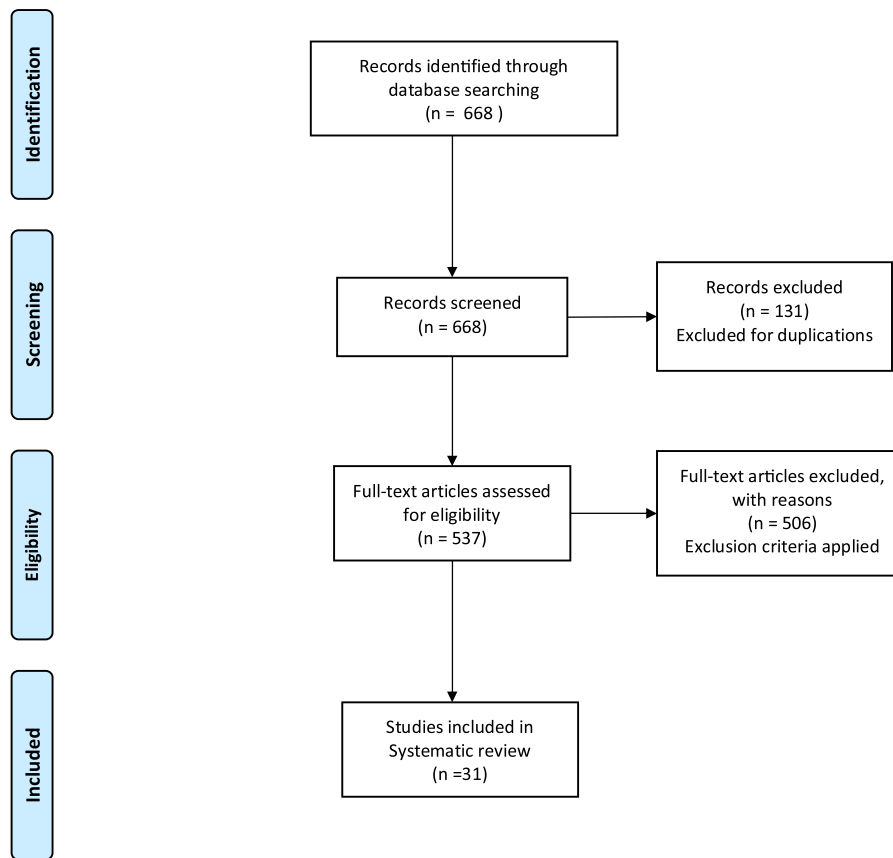 Identification
Records identified through
database searching
(n =  668 )
Screening
Records screened
(n = 668)
Records excluded
(n = 131)
Excluded for duplications
Eligibility
Full-text articles assessed
for eligibility
(n = 537)
Full-text articles excluded,
with reasons
(n = 506)
Exclusion criteria applied
Included
Studies included in
Systematic review
(n =31)